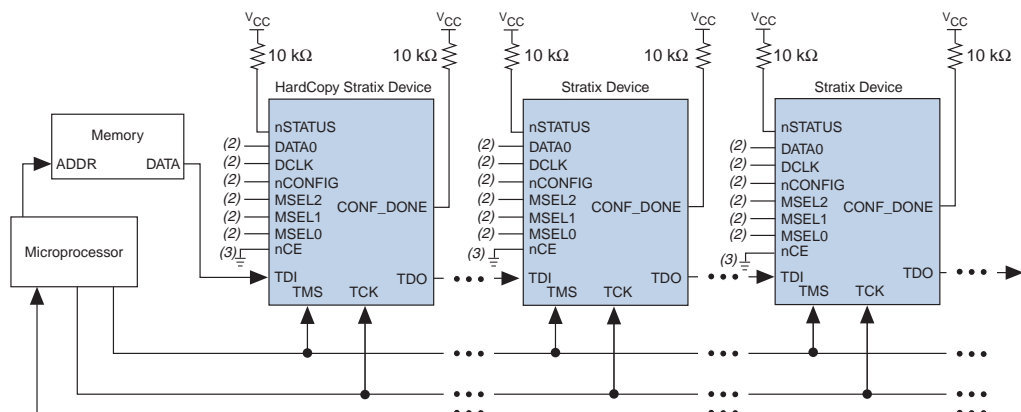 VCC VCC VCC VCC VCC VCC
10 kΩ 10 kΩ 10 kΩ 10 kΩ 10 kΩ 10 kΩ
HardCopy Stratix Device
nSTATUS
(2) DATA0
(2) DCLK
(2) nCONFIG
(2) MSEL2
(2) MSEL1
(2) MSEL0
(3) nCE
CONF_DONE
TDI
TDO
TMS
TCK
Stratix Device
nSTATUS
(2) DATA0
(2) DCLK
(2) nCONFIG
(2) MSEL2
(2) MSEL1
(2) MSEL0
(3) nCE
CONF_DONE
TDI
TDO
TMS
TCK
Stratix Device
nSTATUS
(2) DATA0
(2) DCLK
(2) nCONFIG
(2) MSEL2
(2) MSEL1
(2) MSEL0
(3) nCE
CONF_DONE
TDI
TDO
TMS
TCK
Memory
ADDR DATA
Microprocessor